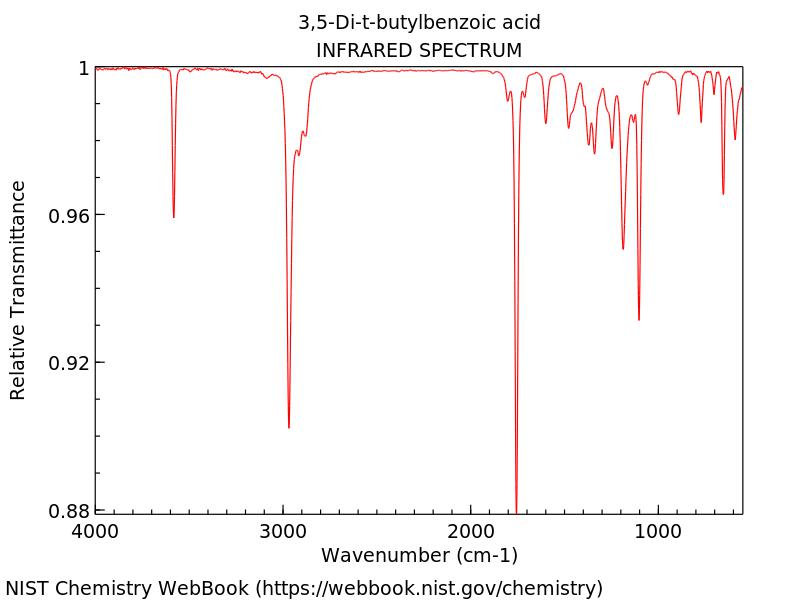 3,5-Di-t-butylbenzoic acid
INFRARED SPECTRUM
1
0.96
0.92
0.88
Relative Transmittance
4000 3000 2000 1000
Wavenumber (cm-1)
NIST Chemistry WebBook (https://webbook.nist.gov/chemistry)